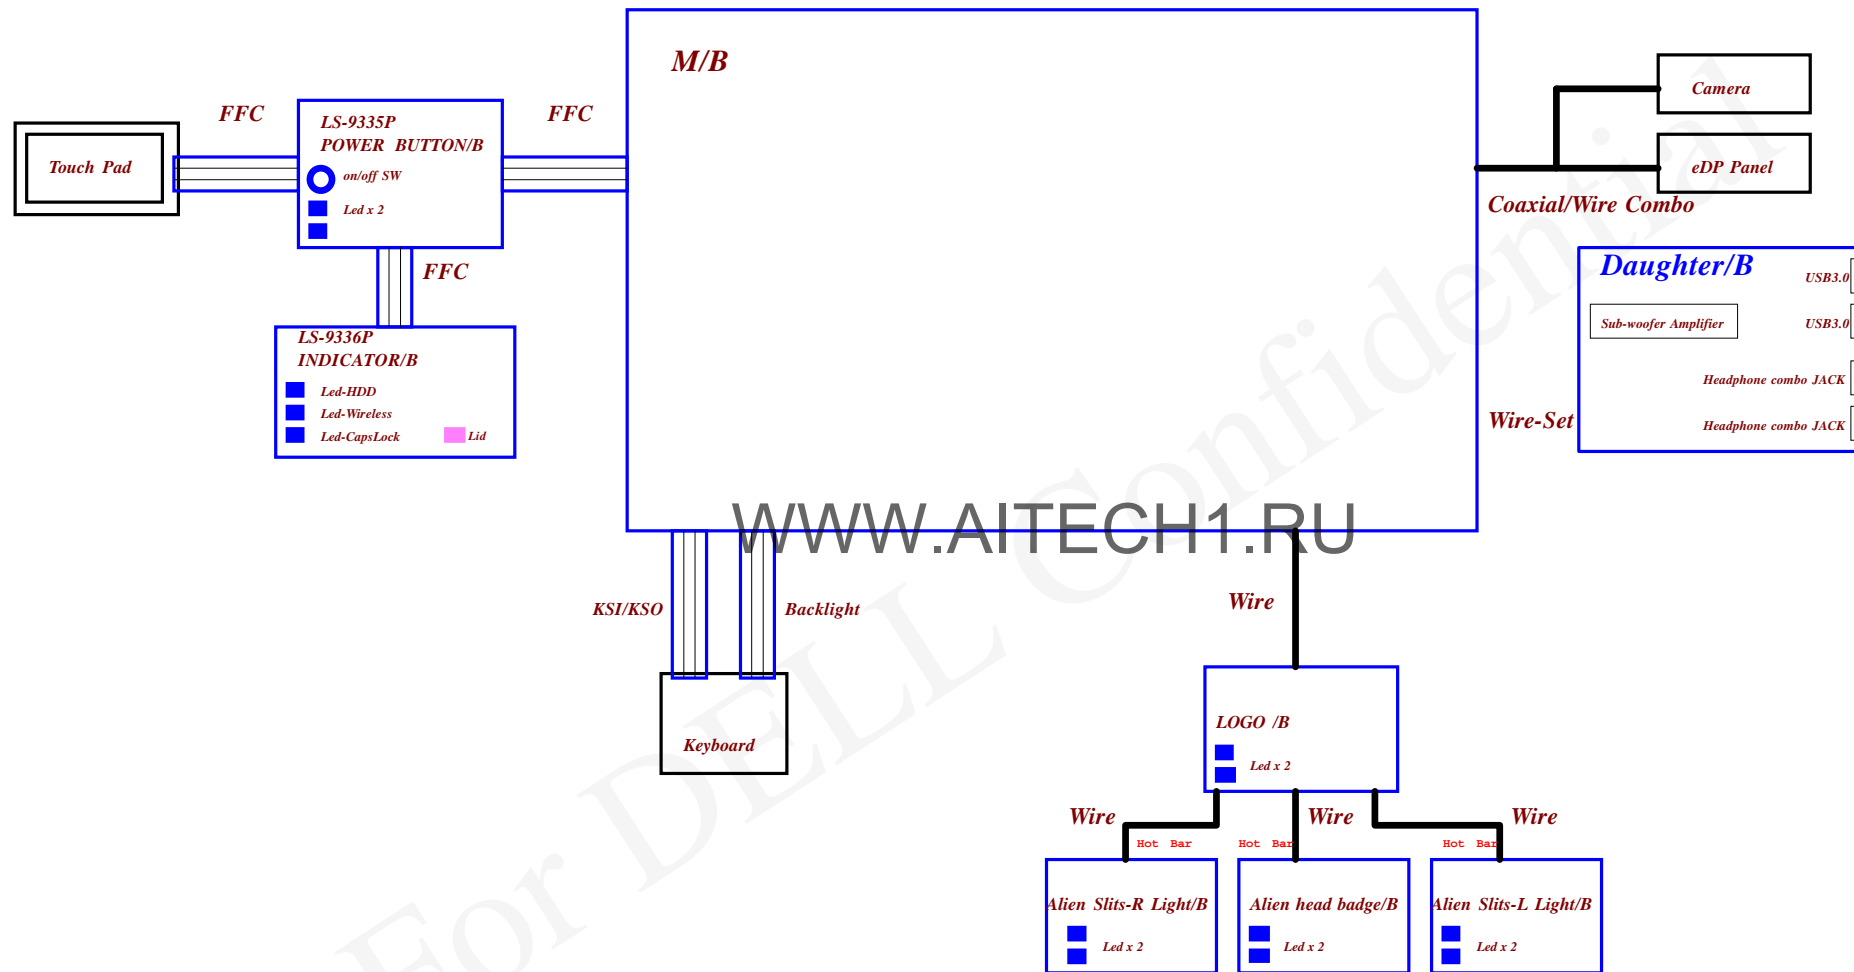 M/B
Camera
FFC
FFC
LS-9335P
POWER BUTTON/B
Touch Pad
on/off SW
Led x 2
eDP Panel
Coaxial/Wire Combo
FFC
Daughter/B
USB3.0
Sub-woofer Amplifier
USB3.0
LS-9336P
INDICATOR/B
Led-HDD
Led-Wireless
Led-CapsLock
Lid
Headphone combo JACK
Wire-Set
Headphone combo JACK
WWW.AITECH1.RU
KSI/KSO
Backlight
Wire
Keyboard
LOGO /B
Led x 2
Wire
Wire
Wire
Hot Bar
Hot Bar
Hot Bar
Alien Slits-R Light/B
Led x 2
Alien head badge/B
Led x 2
Alien Slits-L Light/B
Led x 2
For DELL Confidential